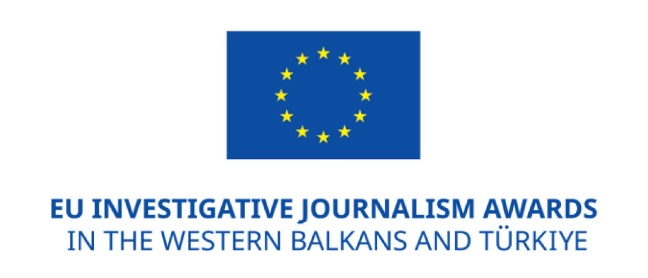 EU INVESTIGATIVE JOURNALISM AWARDS
IN THE WESTERN BALKANS AND TÜRKIYE